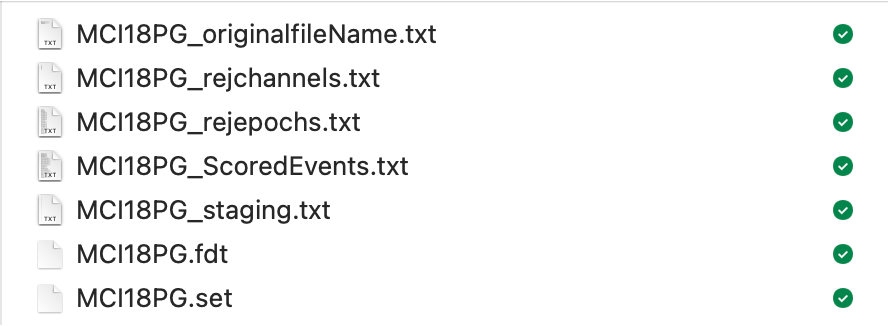 MCI18PG_originalfileName.txt
MCI18PG_rejchannels.txt
MCI18PG_rejepochs.txt
MCI18PG_ScoredEvents.txt
MCI18PG_staging.txt
MCI18PG.fdt
MCI18PG.set